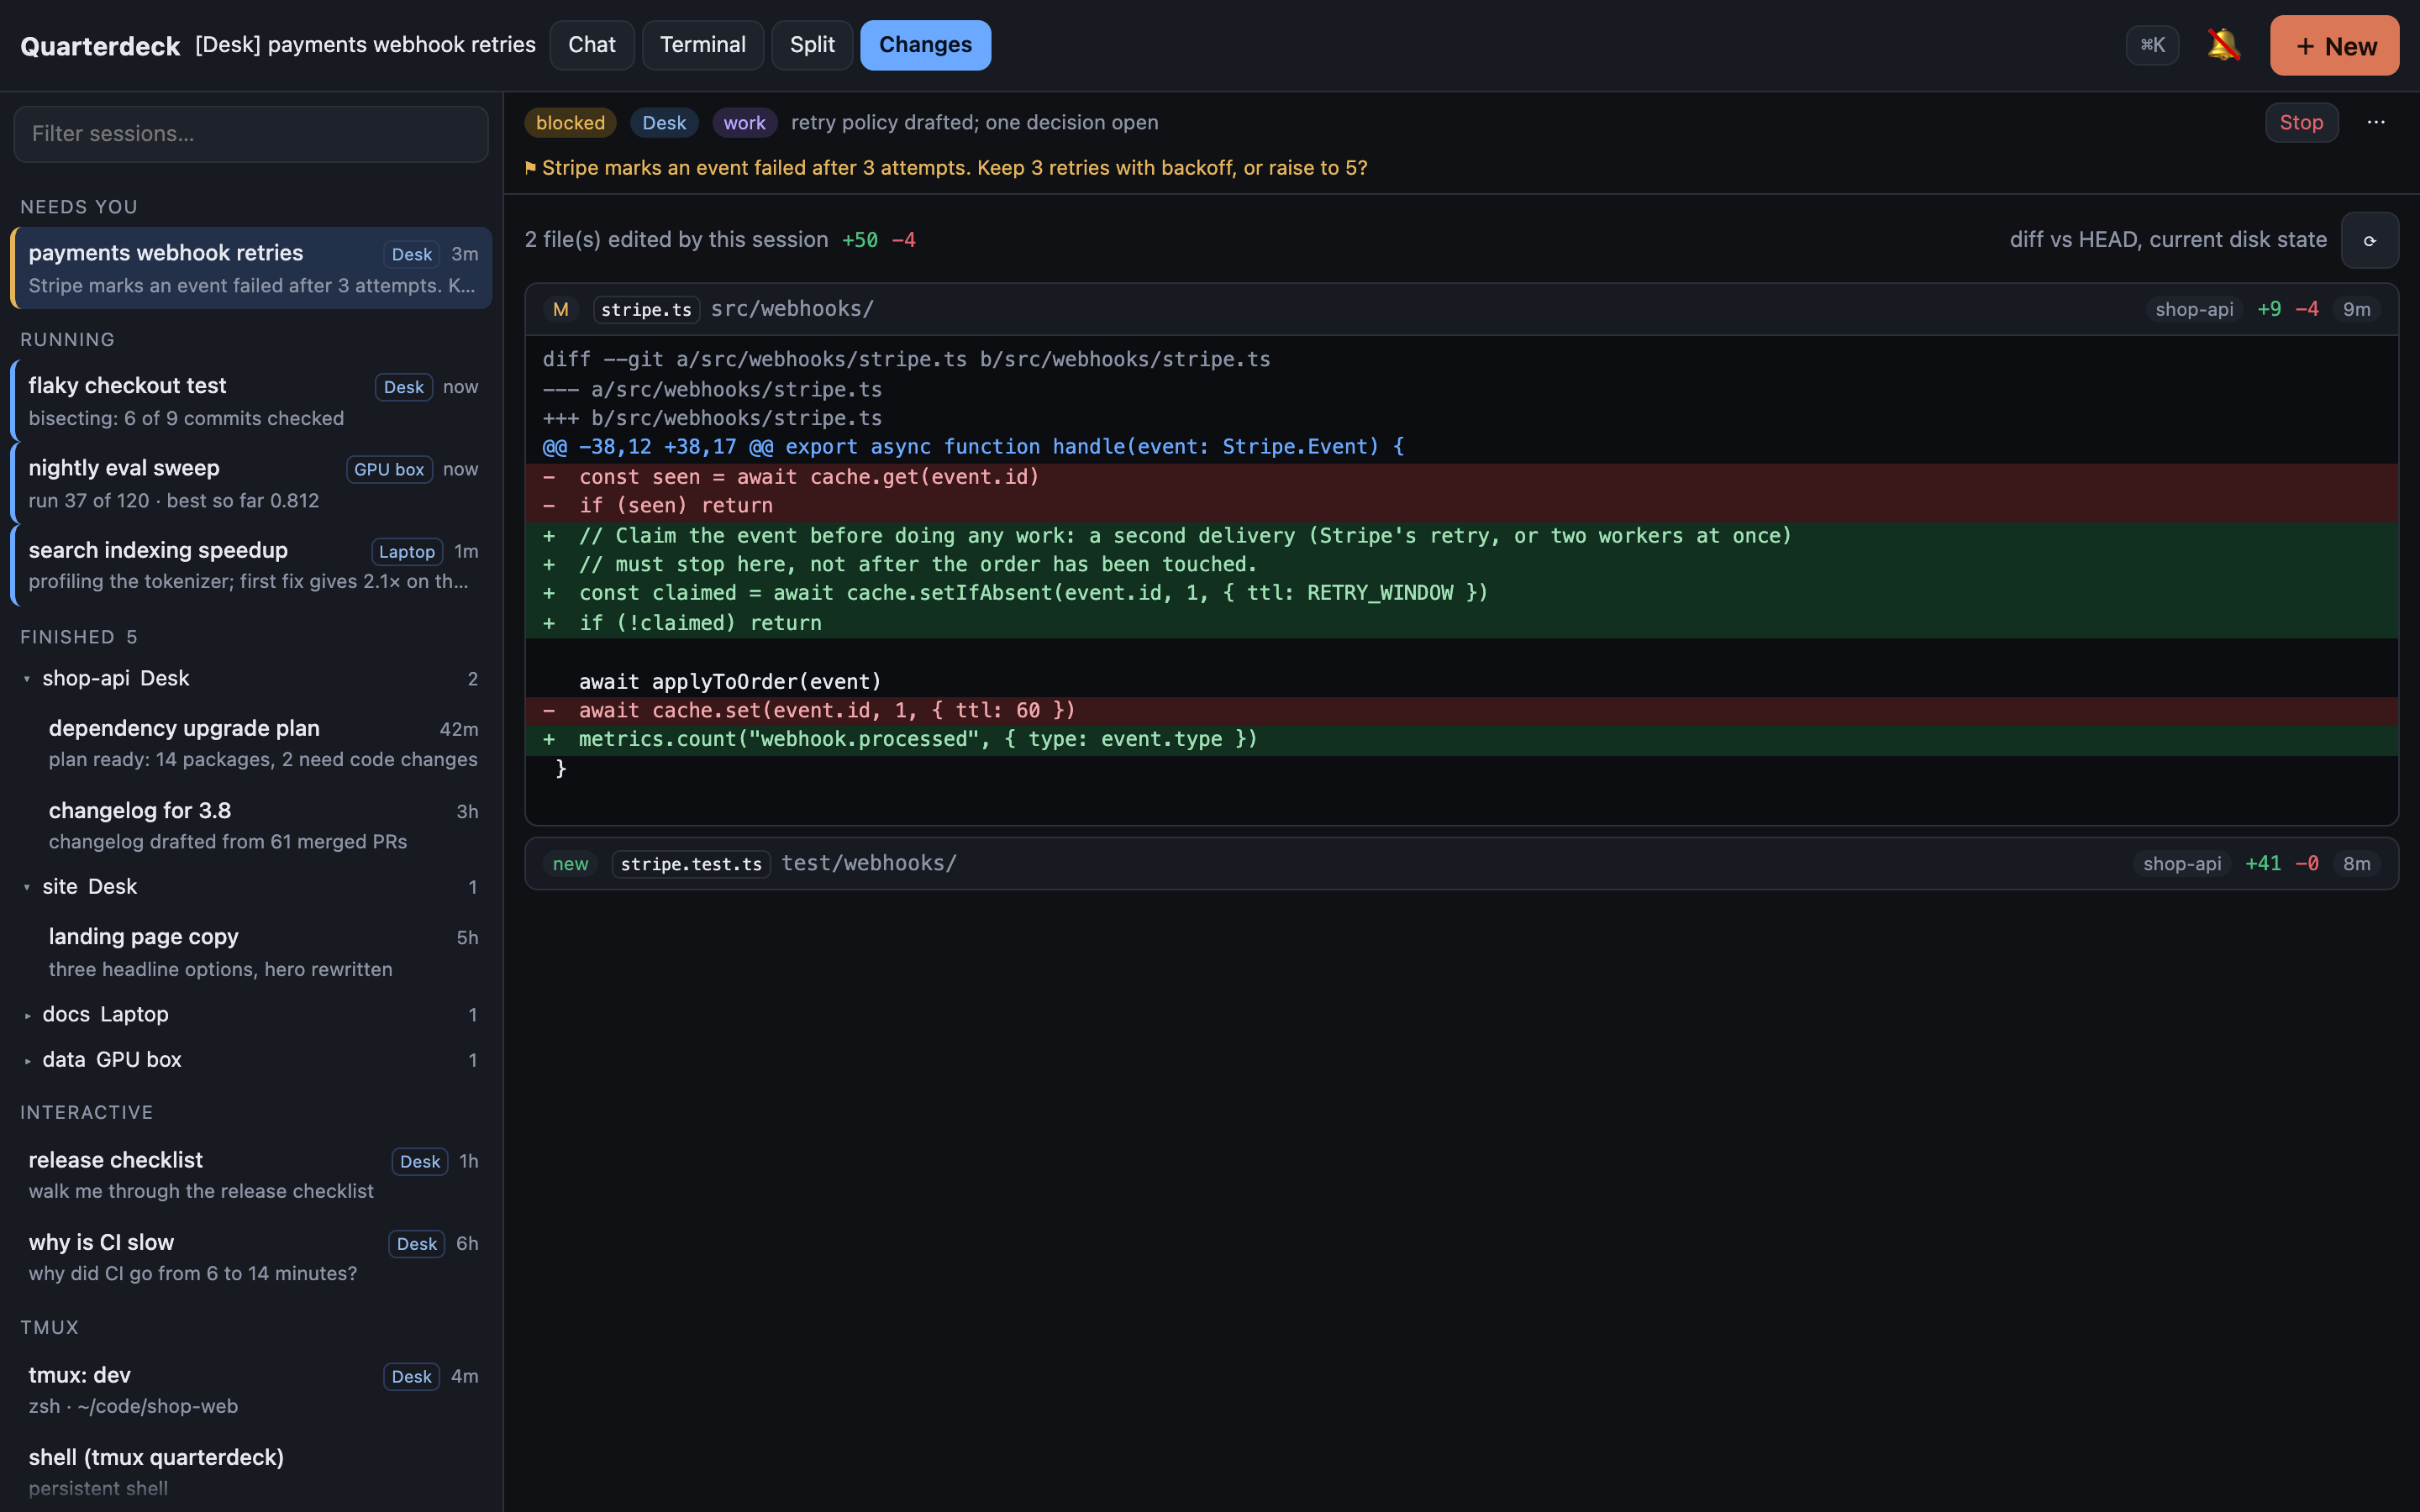 Quarterdeck [Desk] payments webhook retries Chat Terminal Split Changes ⌘K + New
Filter sessions...
NEEDS YOU
payments webhook retries Desk 3m
Stripe marks an event failed after 3 attempts. K...
RUNNING
flaky checkout test Desk now
bisecting: 6 of 9 commits checked
nightly eval sweep GPU box now
run 37 of 120 · best so far 0.812
search indexing speedup Laptop 1m
profiling the tokenizer; first fix gives 2.1× on th...
FINISHED 5
▾ shop-api Desk 2
dependency upgrade plan 42m
plan ready: 14 packages, 2 need code changes
changelog for 3.8 3h
changelog drafted from 61 merged PRs
▾ site Desk 1
landing page copy 5h
three headline options, hero rewritten
▸ docs Laptop 1
▸ data GPU box 1
INTERACTIVE
release checklist Desk 1h
walk me through the release checklist
why is CI slow Desk 6h
why did CI go from 6 to 14 minutes?
TMUX
tmux: dev Desk 4m
zsh · ~/code/shop-web
shell (tmux quarterdeck)
persistent shell
blocked Desk work retry policy drafted; one decision open Stop ...
⚑ Stripe marks an event failed after 3 attempts. Keep 3 retries with backoff, or raise to 5?
2 file(s) edited by this session +50 −4 diff vs HEAD, current disk state ⟳
M stripe.ts src/webhooks/ shop-api +9 −4 9m
diff --git a/src/webhooks/stripe.ts b/src/webhooks/stripe.ts
--- a/src/webhooks/stripe.ts
+++ b/src/webhooks/stripe.ts
@@ -38,12 +38,17 @@ export async function handle(event: Stripe.Event) {
- const seen = await cache.get(event.id)
- if (seen) return
+ // Claim the event before doing any work: a second delivery (Stripe's retry, or two workers at once)
+ // must stop here, not after the order has been touched.
+ const claimed = await cache.setIfAbsent(event.id, 1, { ttl: RETRY_WINDOW })
+ if (!claimed) return
await applyToOrder(event)
- await cache.set(event.id, 1, { ttl: 60 })
+ metrics.count("webhook.processed", { type: event.type })
}
new stripe.test.ts test/webhooks/ shop-api +41 −0 8m